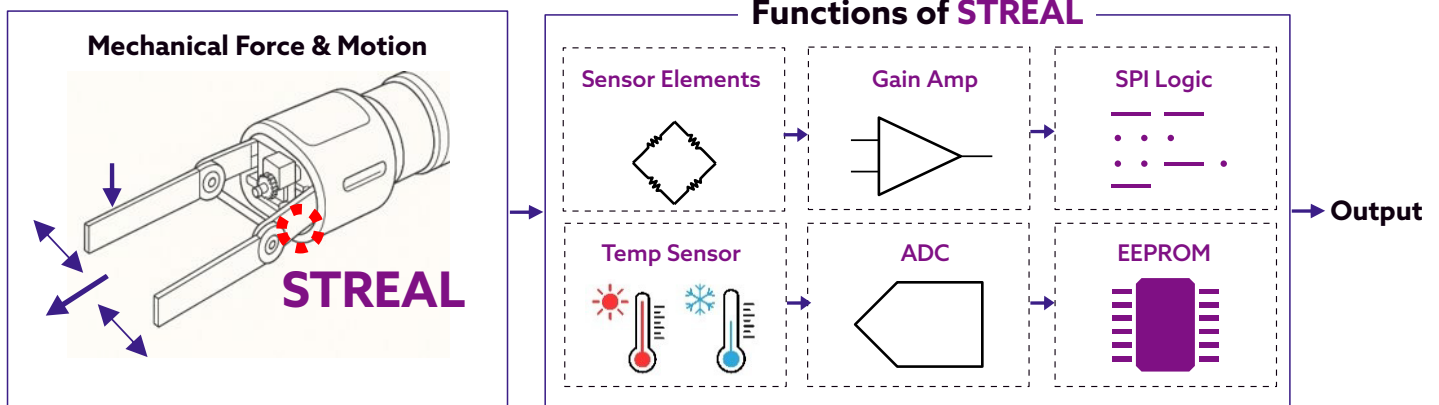 Functions of STREAL
Mechanical Force & Motion
STREAL
Sensor Elements
Gain Amp
SPI Logic
Temp Sensor
ADC
EEPROM
Output